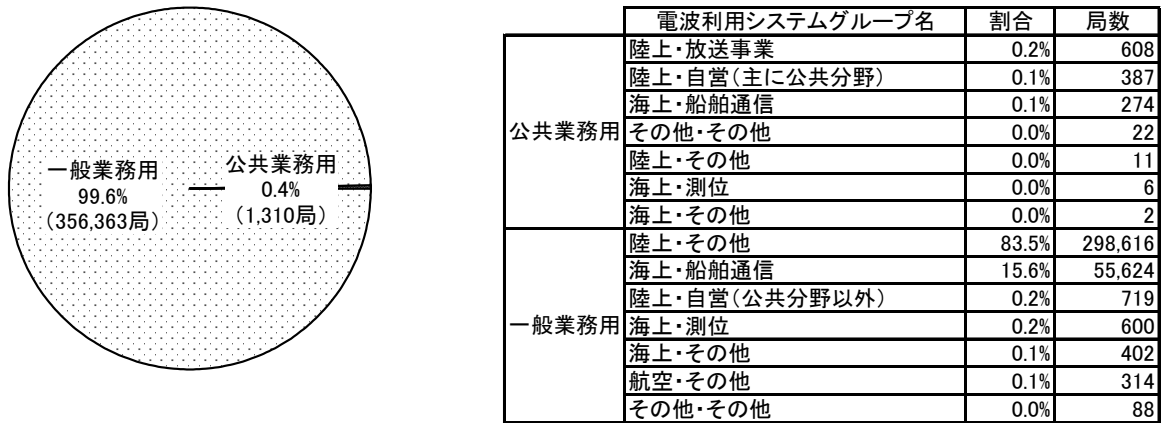 一般業務用
99.6%
(356,363局)
公共業務用
0.4%
(1,310局)
電波利用システムグループ名 割合 局数
公共業務用
陸上・放送事業 0.2% 608
陸上・自営(主に公共分野) 0.1% 387
海上・船舶通信 0.1% 274
その他・その他 0.0% 22
陸上・その他 0.0% 11
海上・測位 0.0% 6
海上・その他 0.0% 2
一般業務用
陸上・その他 83.5% 298,616
海上・船舶通信 15.6% 55,624
陸上・自営(公共分野以外) 0.2% 719
海上・測位 0.2% 600
海上・その他 0.1% 402
航空・その他 0.1% 314
その他・その他 0.0% 88